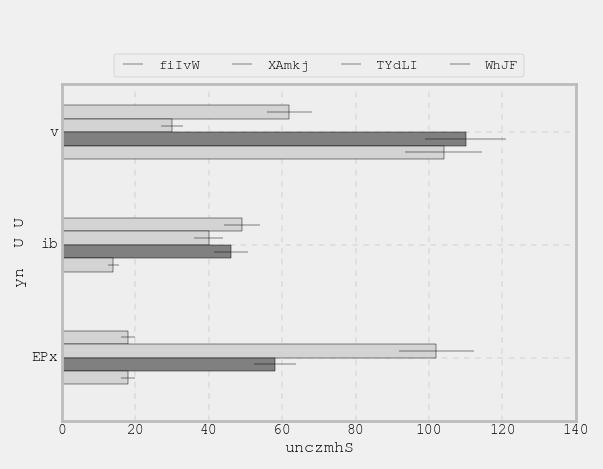 fiIvW XAmkj TYdLI WhJF
v
ib
EPx
yn U U
0 20 40 60 80 100 120 140
unczmhS